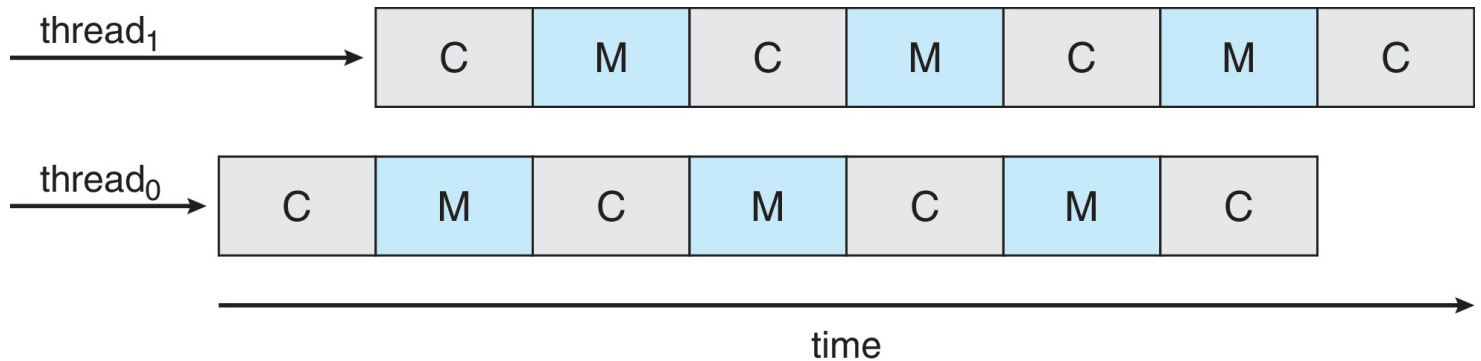 thread₁ C M C M C M C
thread₀ C M C M C M C
time